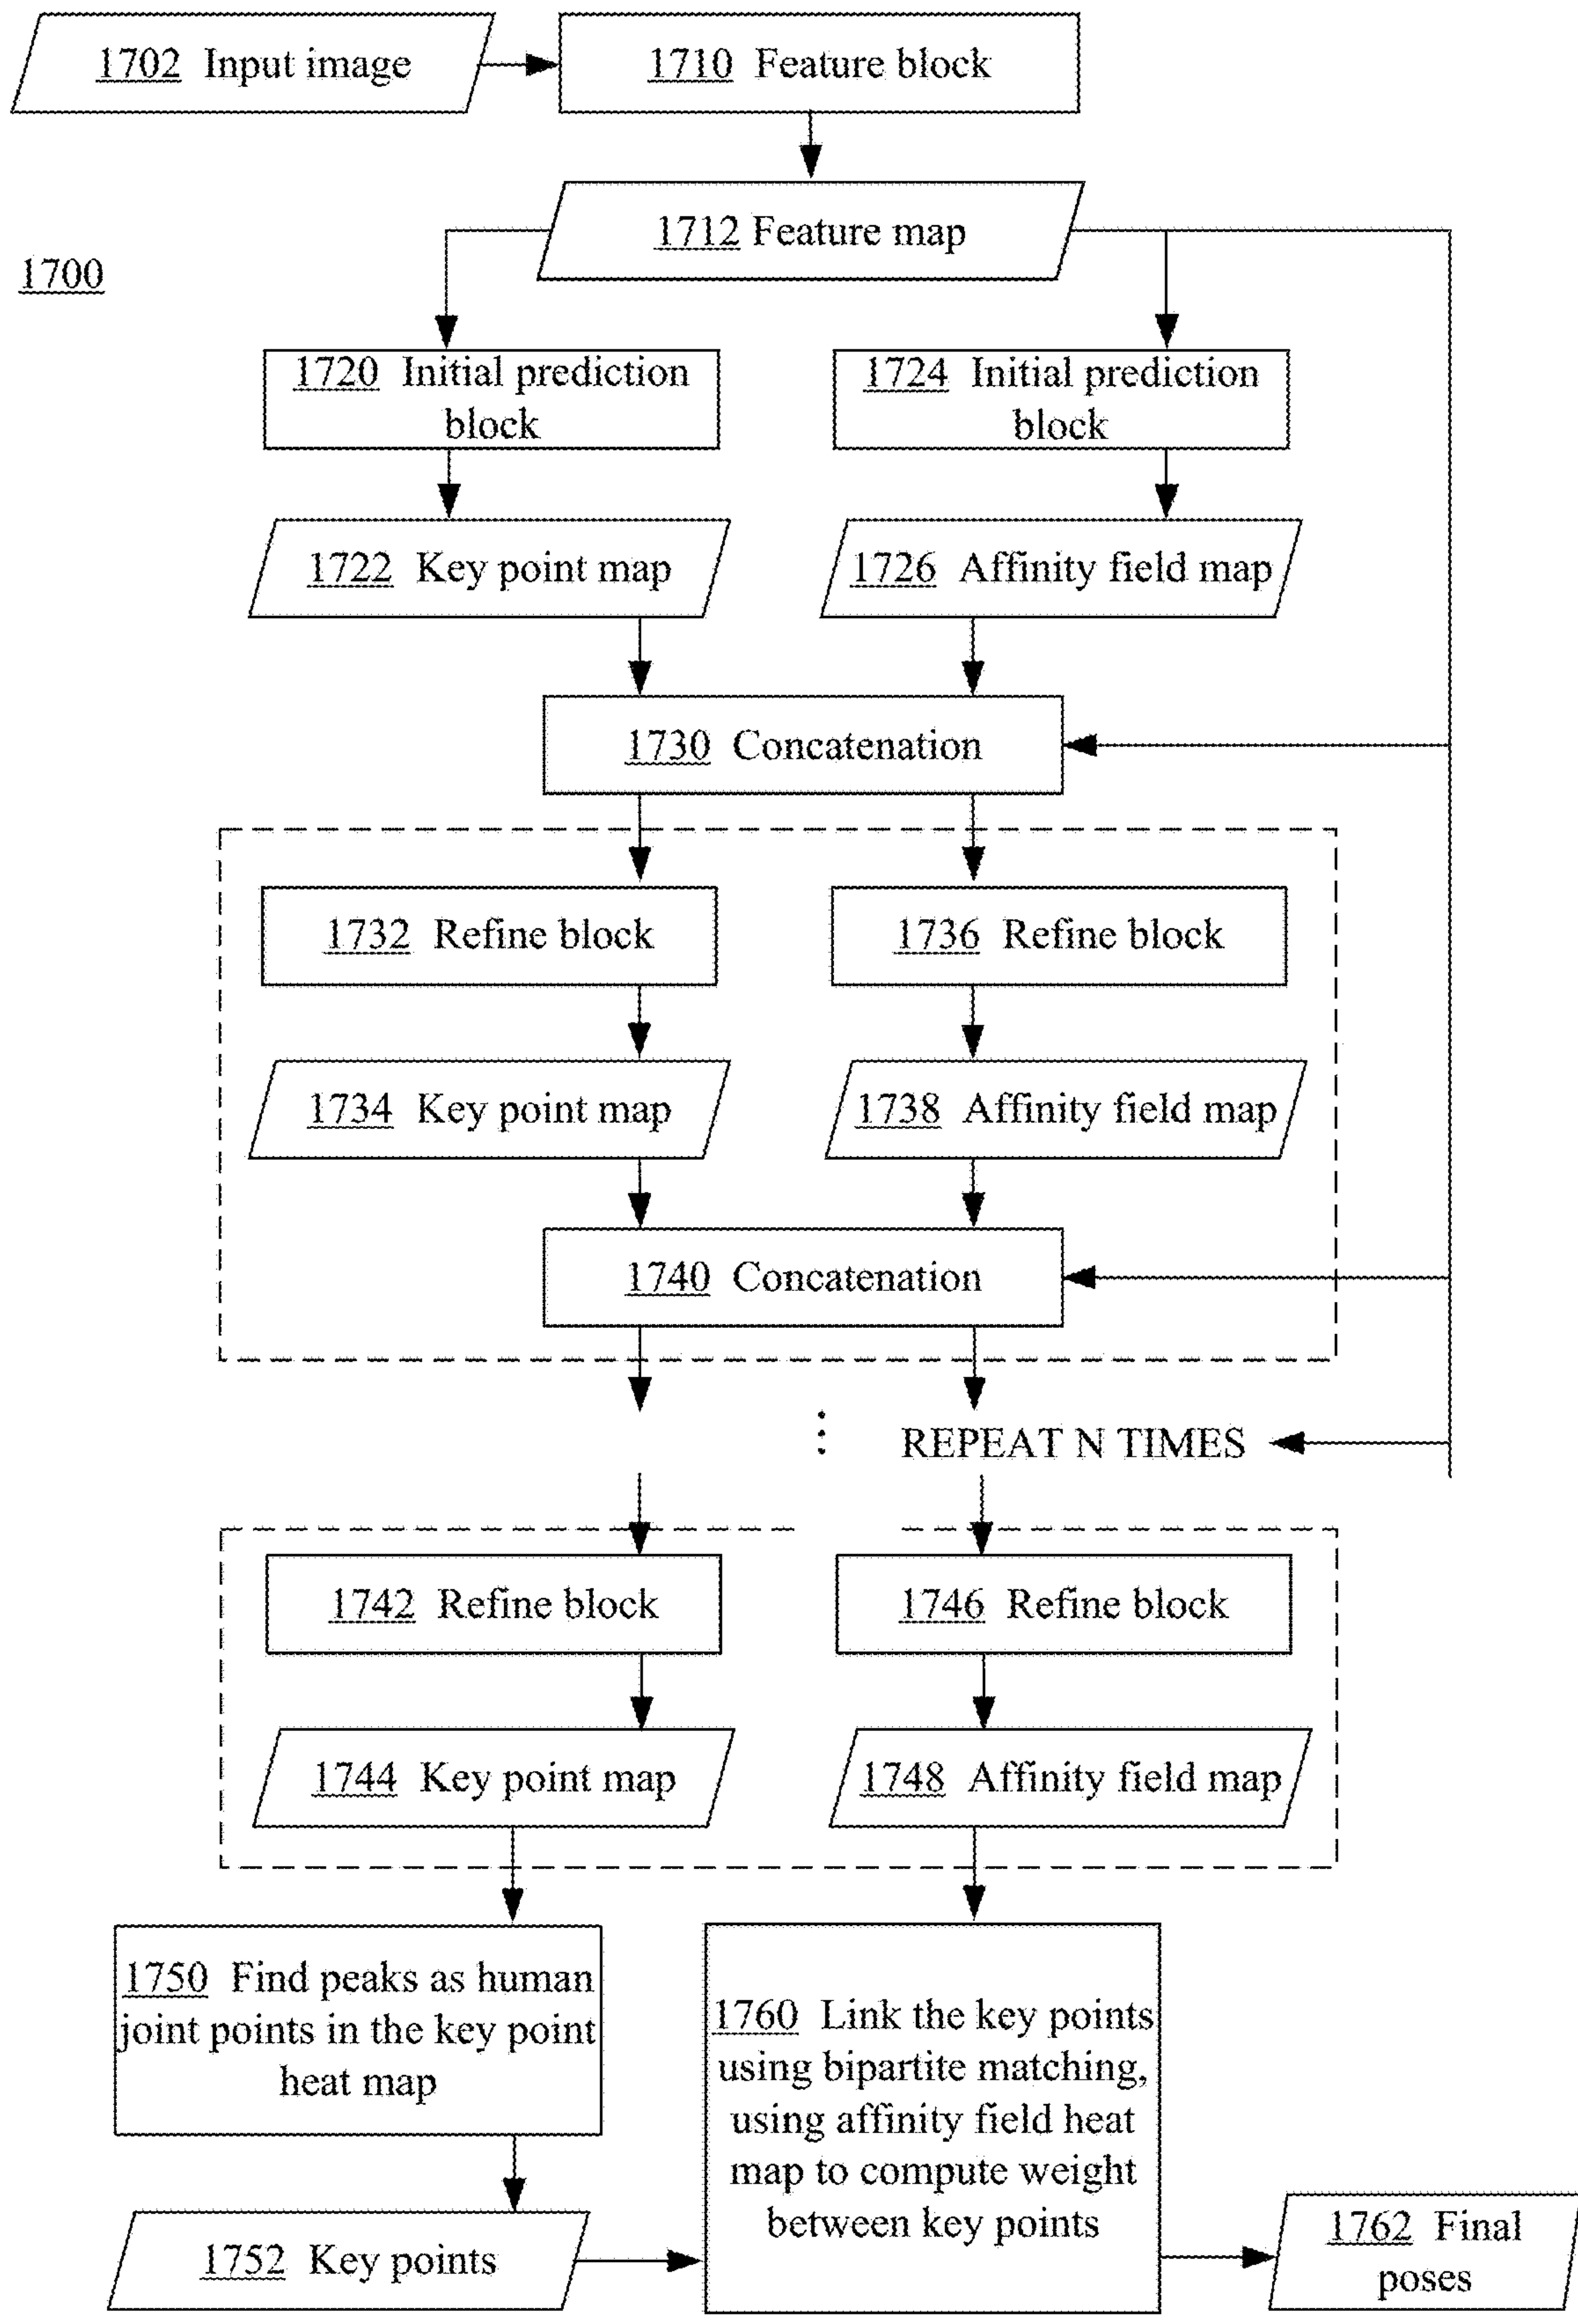 1702 Input image
1710 Feature block
1712 Feature map
1700
1720 Initial prediction
block
1724 Initial prediction
block
1722 Key point map
1726 Affinity field map
1730 Concatenation
1732 Refine block
1736 Refine block
1734 Key point map
1738 Affinity field map
1740 Concatenation
⋮ REPEAT N TIMES
1742 Refine block
1746 Refine block
1744 Key point map
1748 Affinity field map
1750 Find peaks as human
joint points in the key point
heat map
1760 Link the key points
using bipartite matching,
using affinity field heat
map to compute weight
between key points
1752 Key points
1762 Final
poses